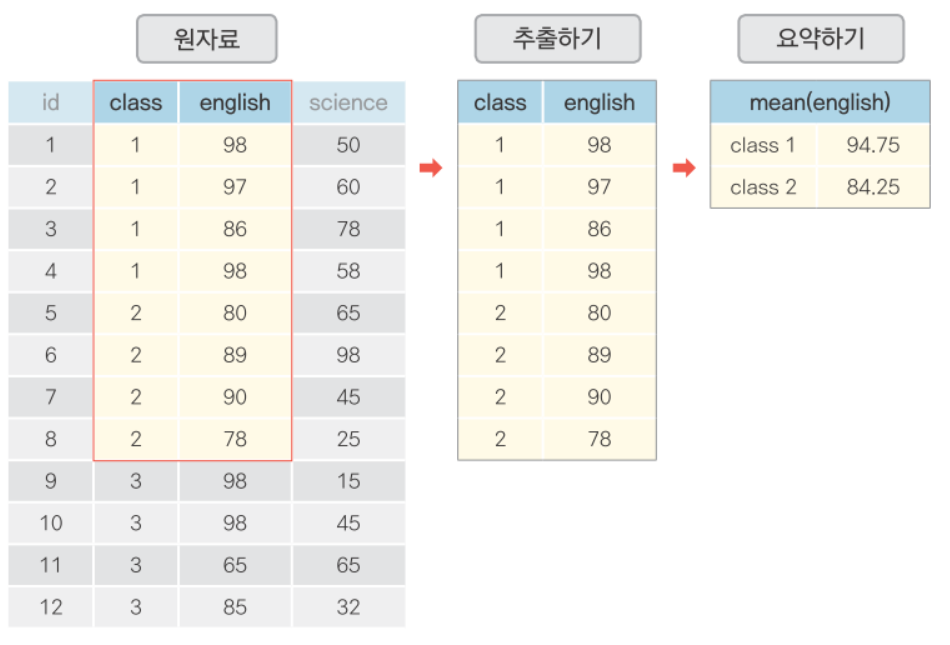 원자료 추출하기 요약하기
id class english science class english mean(english)
1 1 98 50 1 98 class 1 94.75
2 1 97 60 1 97 class 2 84.25
3 1 86 78 1 86
4 1 98 58 1 98
5 2 80 65 2 80
6 2 89 98 2 89
7 2 90 45 2 90
8 2 78 25 2 78
9 3 98 15
10 3 98 45
11 3 65 65
12 3 85 32